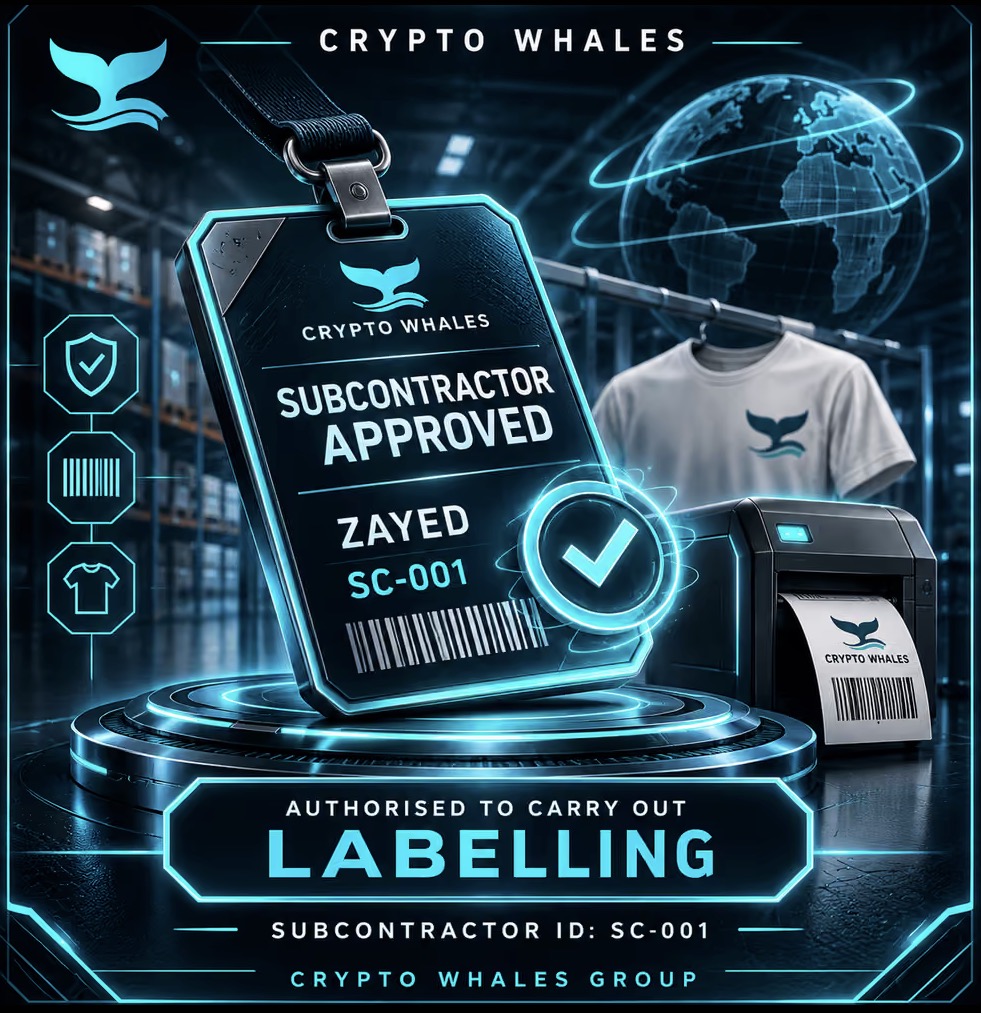 CRYPTO WHALES
CRYPTO WHALES
SUBCONTRACTOR
APPROVED
ZAYED
SC-001
CRYPTO WHALES
AUTHORISED TO CARRY OUT
LABELLING
SUBCONTRACTOR ID: SC-001
CRYPTO WHALES GROUP